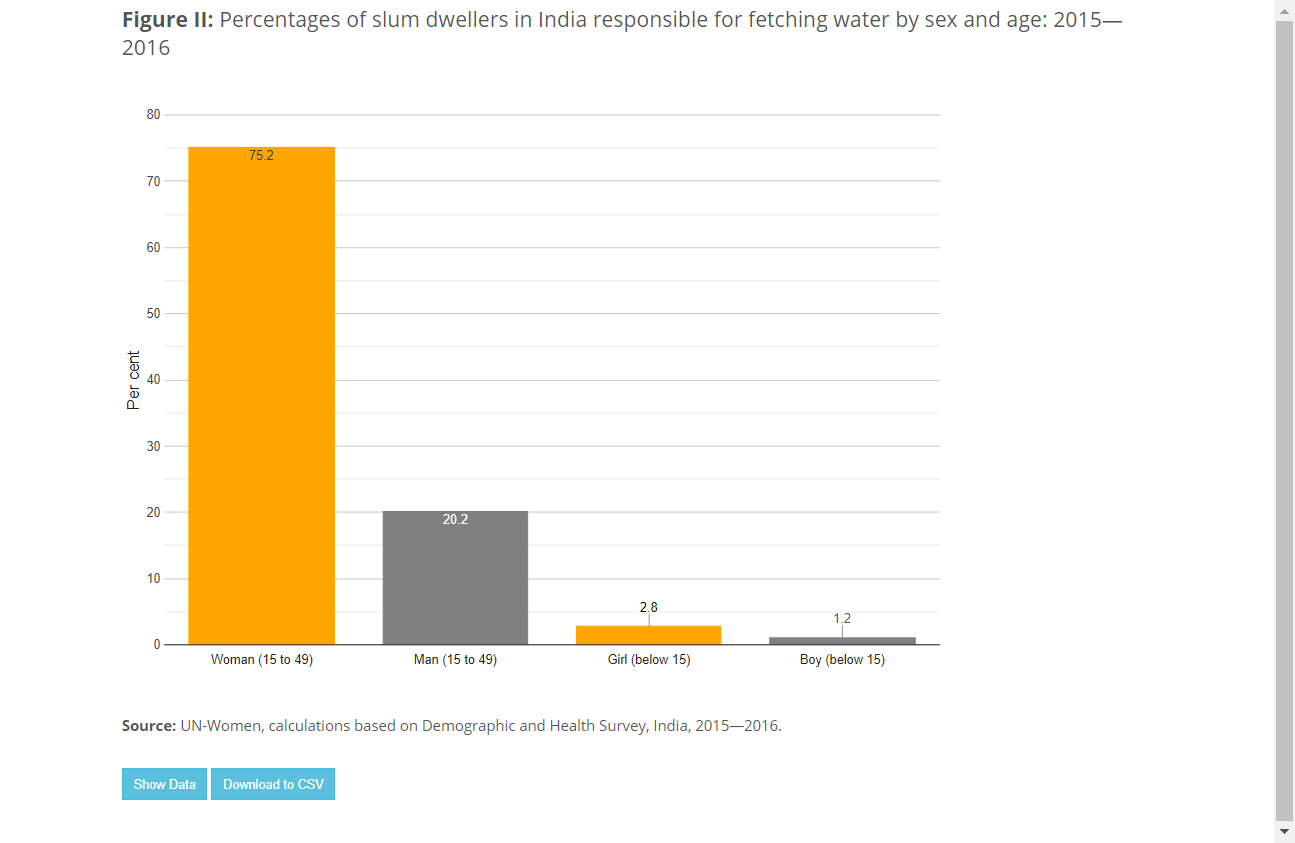 Figure II: Percentages of slum dwellers in India responsible for fetching water by sex and age: 2015—
2016
80
70
60
50
40
30
20
10
0
Per cent
75.2
20.2
2.8
1.2
Woman (15 to 49)
Man (15 to 49)
Girl (below 15)
Boy (below 15)
Source: UN-Women, calculations based on Demographic and Health Survey, India, 2015—2016.
Show Data
Download to CSV